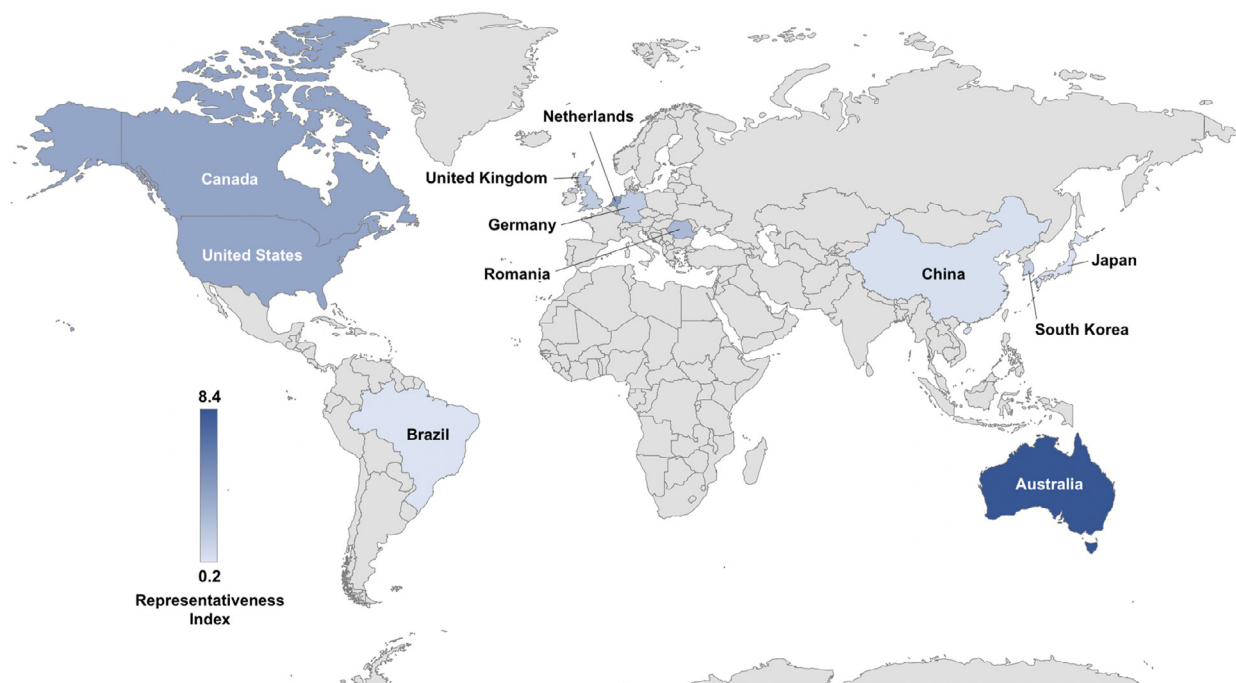 Netherlands
Canada
United Kingdom
Germany
United States
Romania
China
Japan
South Korea
8.4
Brazil
Australia
0.2
Representativeness
Index